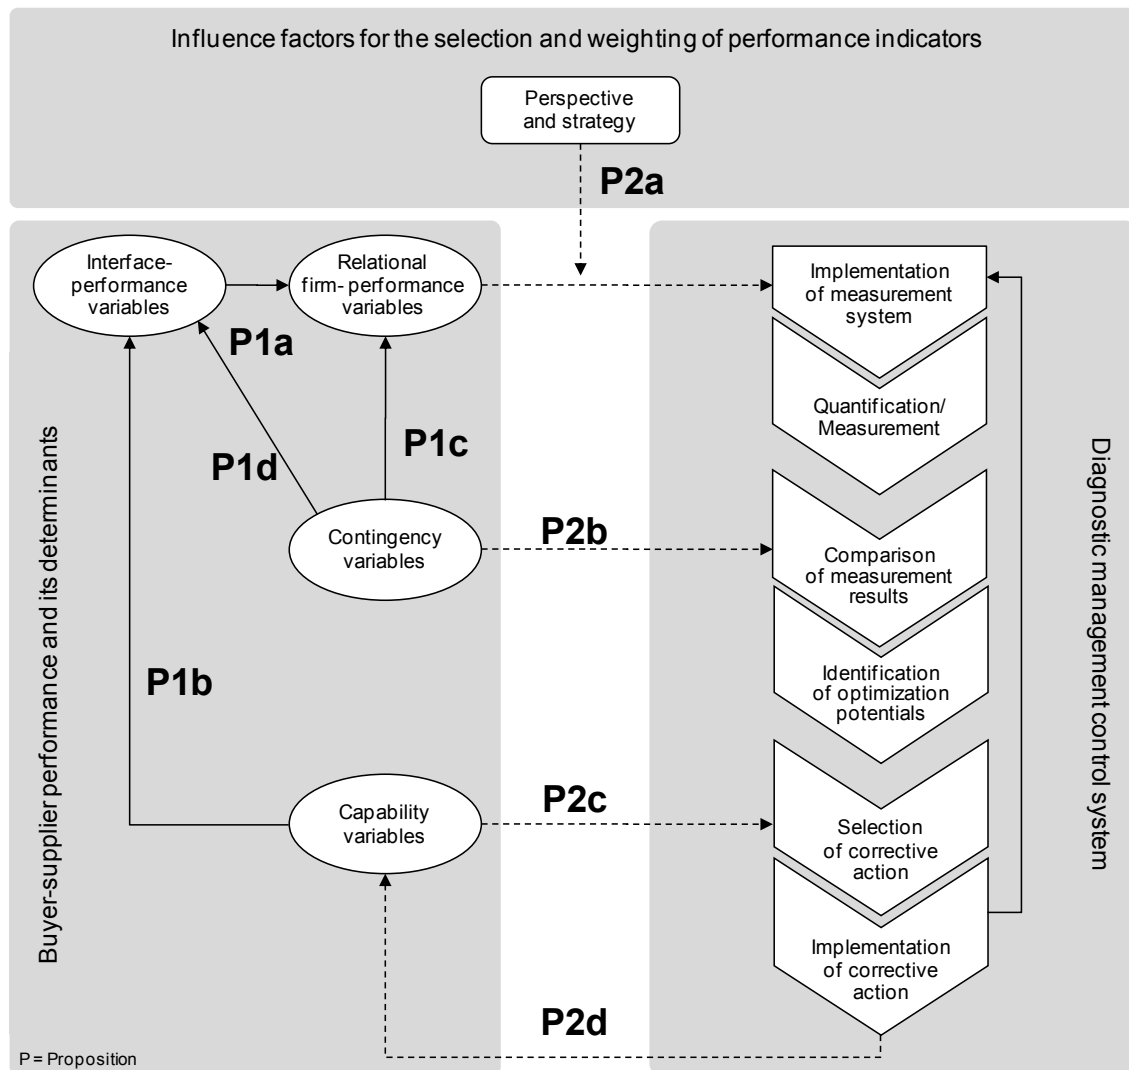 Influence factors for the selection and weighting of performance indicators
Perspective
and strategy
P2a
Interface-
performance
variables
Relational
firm- performance
variables
Implementation
of measurement
system
P1a
Quantification/
Measurement
P1c
P1d
Contingency
variables
P2b
Comparison
of measurement
results
Buyer-supplier performance and its determinants
Diagnostic management control system
P1b
Identification
of optimization
potentials
Capability
variables
P2c
Selection
of corrective
action
Implementation
of corrective
action
P2d
P = Proposition